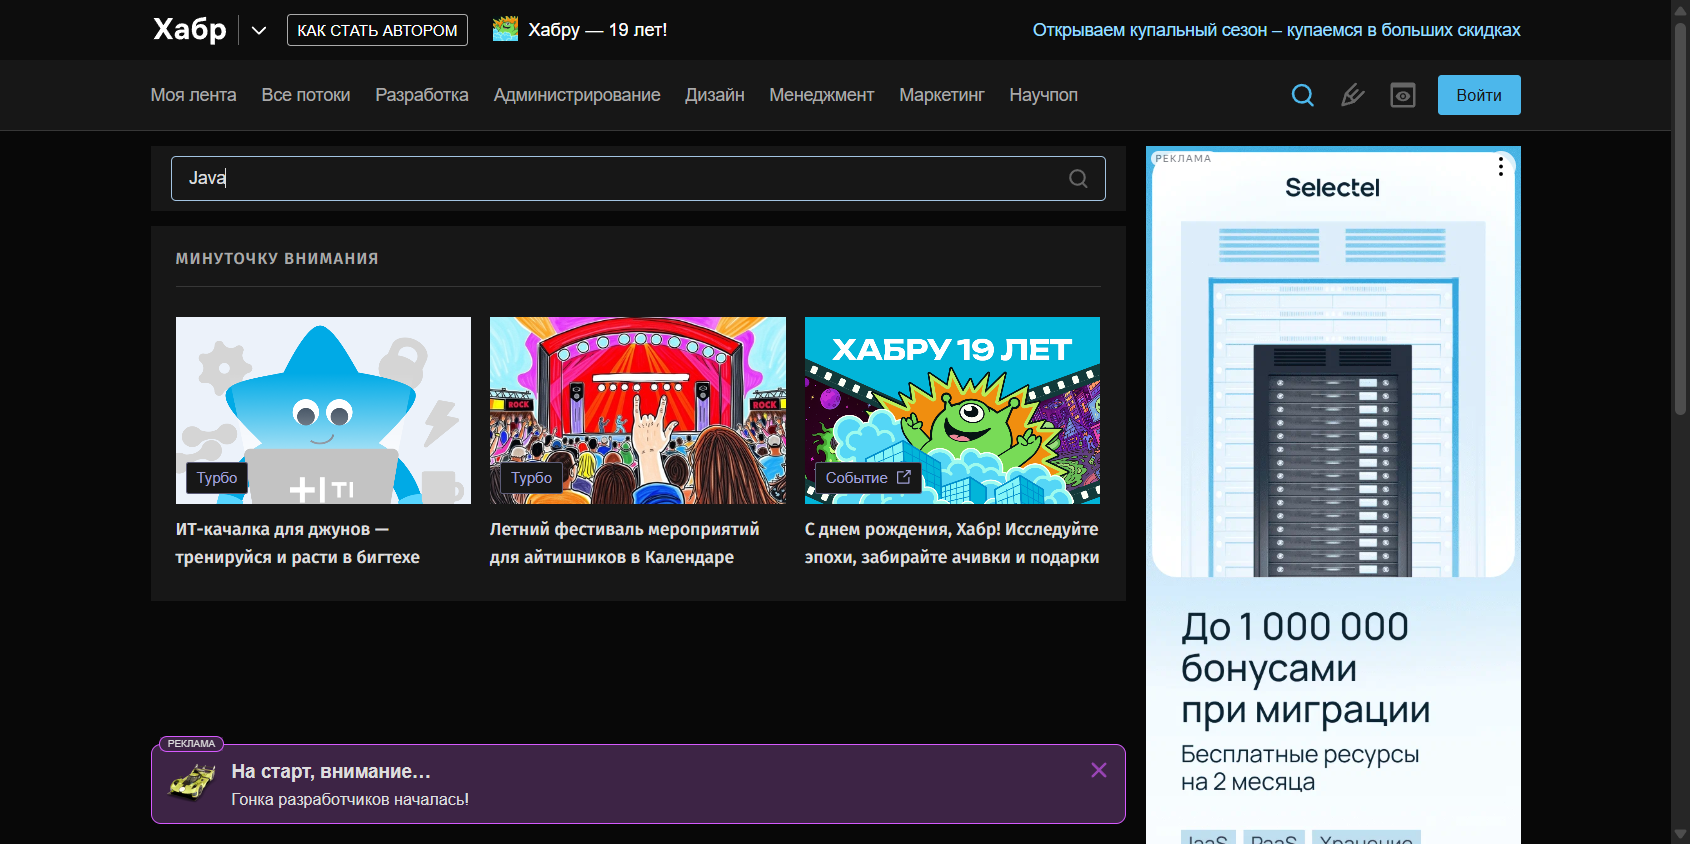 Хабр
КАК СТАТЬ АВТОРОМ
Хабру — 19 лет!
Открываем купальный сезон – купаемся в больших скидках
Моя лента
Все потоки
Разработка
Администрирование
Дизайн
Менеджмент
Маркетинг
Научпоп
Войти
Java
МИНУТОЧКУ ВНИМАНИЯ
Турбо
ИТ-качалка для джунов —
тренируйся и расти в бигтехе
ROCK
ROCK
Турбо
Летний фестиваль мероприятий
для айтишников в Календаре
ХАБРУ 19 ЛЕТ
Событие
С днем рождения, Хабр! Исследуйте
эпохи, забирайте ачивки и подарки
РЕКЛАМА
На старт, внимание…
Гонка разработчиков началась!
РЕКЛАМА
Selectel
До 1 000 000
бонусами
при миграции
Бесплатные ресурсы
на 2 месяца
IaaS
PaaS
Хранение